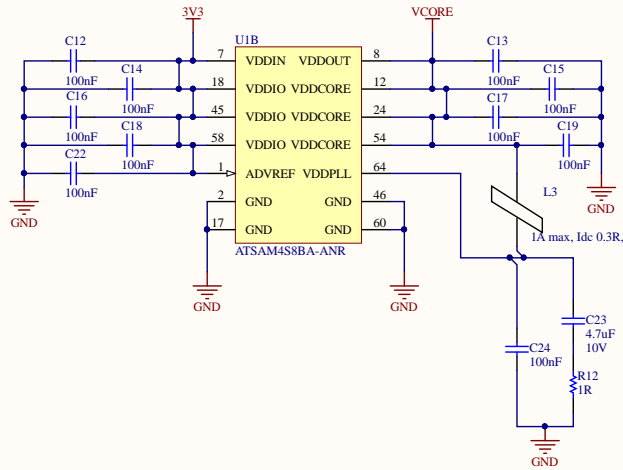 3V3
VCORE
U1B
C12
100nF
C14
100nF
C16
100nF
C18
100nF
C22
100nF
7 VDDIN VDDOUT 8
18 VDDIO VDDCORE 12
45 VDDIO VDDCORE 24
58 VDDIO VDDCORE 54
1 ADVREF VDDPLL 64
2 GND GND 46
17 GND GND 60
ATSAM4S8BA-ANR
C13
100nF
C15
100nF
C17
100nF
C19
100nF
GND
GND
GND
GND
L3
1A max, Idc 0.3R,
C23
4.7uF
10V
C24
100nF
R12
1R
GND